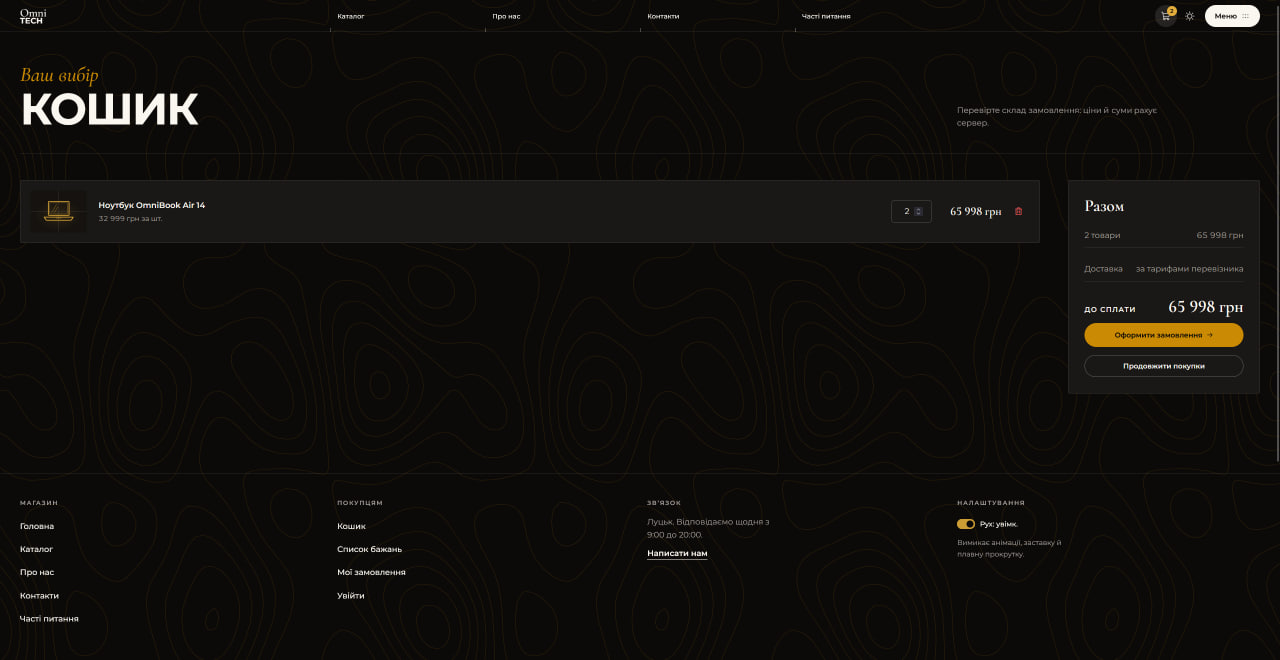 Omni
TECH
Каталог
Про нас
Контакти
Часті питання
2
Меню
Ваш вибір
КОШИК
Перевірте склад замовлення: ціни й суми рахує
сервер.
Ноутбук OmniBook Air 14
32 999 грн за шт.
2
65 998 грн
Разом
2 товари
65 998 грн
Доставка
за тарифами перевізника
ДО СПЛАТИ
65 998 грн
Оформити замовлення →
Продовжити покупки
МАГАЗИН
Головна
Каталог
Про нас
Контакти
Часті питання
ПОКУПЦЯМ
Кошик
Список бажань
Мої замовлення
Увійти
ЗВ'ЯЗОК
Луцьк. Відповідаємо щодня з
9:00 до 20:00.
Написати нам
НАЛАШТУВАННЯ
Рух: увімк.
Вимикає анімації, заставку й
плавну прокрутку.